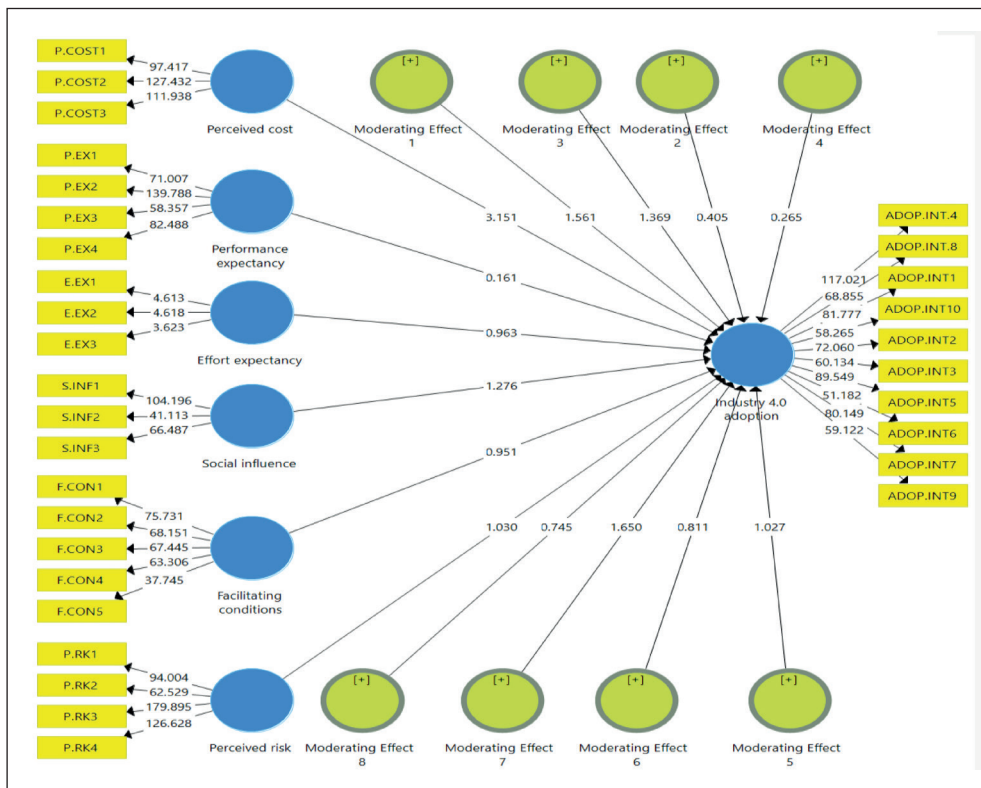 P.COST1
97.417
P.COST2
127.432
P.COST3
111.938
Perceived cost
[+]
Moderating Effect
1
[+]
Moderating Effect
3
[+]
Moderating Effect
2
[+]
Moderating Effect
4
P.EX1
71.007
P.EX2
139.788
P.EX3
58.357
P.EX4
82.488
Performance
expectancy
E.EX1
4.613
E.EX2
4.618
E.EX3
3.623
Effort expectancy
S.INF1
104.196
S.INF2
41.113
S.INF3
66.487
Social influence
F.CON1
75.731
F.CON2
68.151
F.CON3
67.445
F.CON4
63.306
F.CON5
37.745
Facilitating
conditions
P.RK1
94.004
P.RK2
62.529
P.RK3
179.895
P.RK4
126.628
Perceived risk
3.151
1.561
1.369
0.405
0.265
0.161
0.963
1.276
0.951
1.030
0.745
1.650
0.811
1.027
Industry 4.0
adoption
ADOP.INT.4
ADOP.INT.8
ADOP.INT1
ADOP.INT10
ADOP.INT2
ADOP.INT3
ADOP.INT5
ADOP.INT6
ADOP.INT7
ADOP.INT9
117.021
68.855
81.777
58.265
72.060
60.134
89.549
51.182
80.149
59.122
[+]
Moderating Effect
8
[+]
Moderating Effect
7
[+]
Moderating Effect
6
[+]
Moderating Effect
5